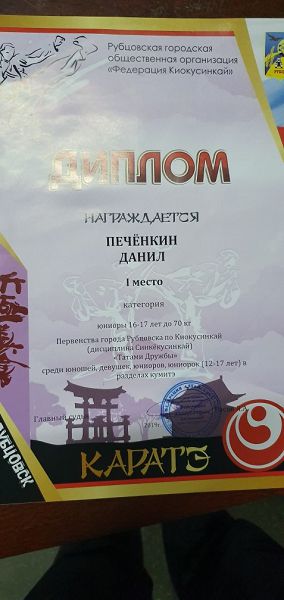 Рубцовская городская
общественная организация
«Федерация Киокусинкай»
ДИПЛОМ
НАГРАЖДАЕТСЯ
ПЕЧЁНКИН
ДАНИЛ
I место
категория
юниоры 16-17 лет до 70 кг
Первенства города Рубцовска по Киокусинкай
(дисциплина Синкёкусинкай)
«Татами Дружбы»
среди юношей, девушек, юниоров, юниорок (12-17 лет) в
разделах кумитэ
Главный судья
2019г.
КАРАТЭ
РУБЦОВСК